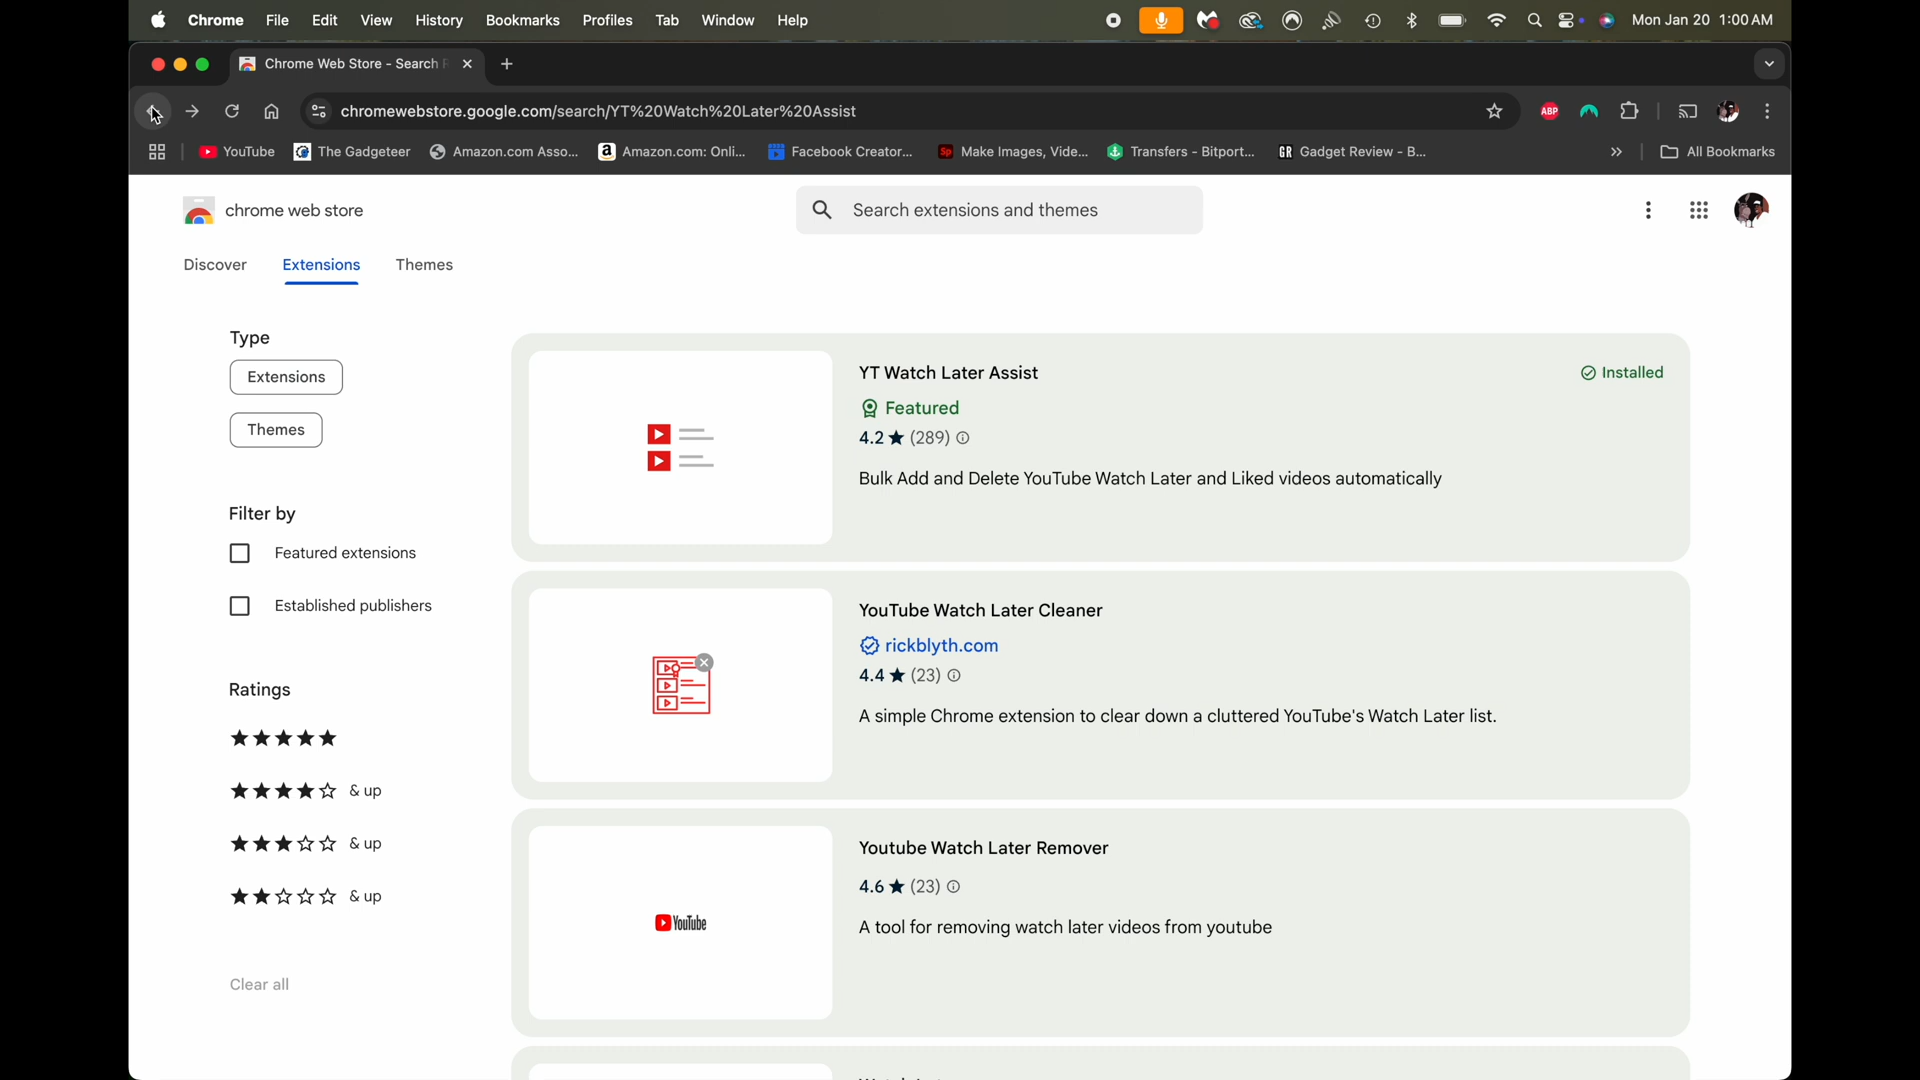 Chrome File Edit View History Bookmarks Profiles Tab Window Help Mon Jan 20 1:00 AM
Chrome Web Store - Search
chromewebstore.google.com/search/YT%20Watch%20Later%20Assist
ABP
YouTube The Gadgeteer Amazon.com Asso... Amazon.com: Onli... Facebook Creator... Sp Make Images, Vide... Transfers - Bitport... GR Gadget Review - B... » All Bookmarks
chrome web store
Search extensions and themes
Discover Extensions Themes
Type
Extensions
Themes
Filter by
Featured extensions
Established publishers
Ratings
& up
& up
& up
Clear all
YT Watch Later Assist
Installed
Featured
4.2 ★ (289)
Bulk Add and Delete YouTube Watch Later and Liked videos automatically
YouTube Watch Later Cleaner
rickblyth.com
4.4 ★ (23)
A simple Chrome extension to clear down a cluttered YouTube's Watch Later list.
YouTube
Youtube Watch Later Remover
4.6 ★ (23)
A tool for removing watch later videos from youtube